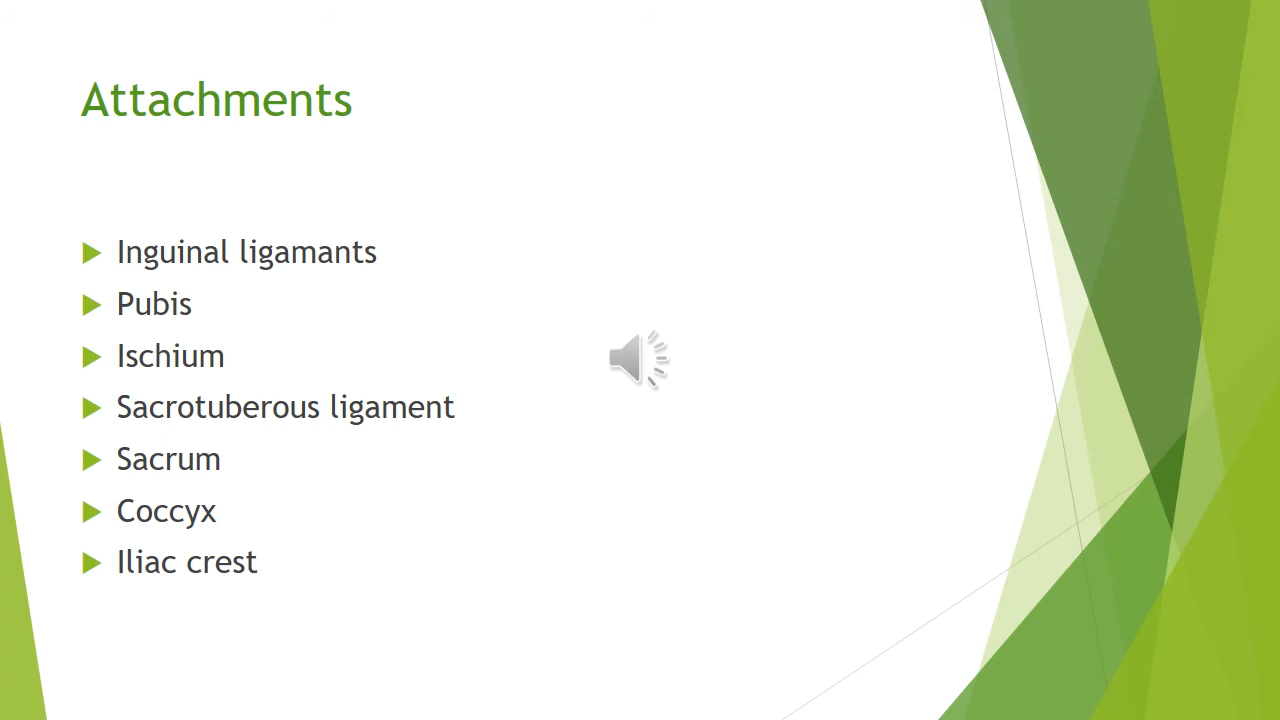 Attachments
Inguinal ligamants
Pubis
Ischium
Sacrotuberous ligament
Sacrum
Coccyx
Iliac crest